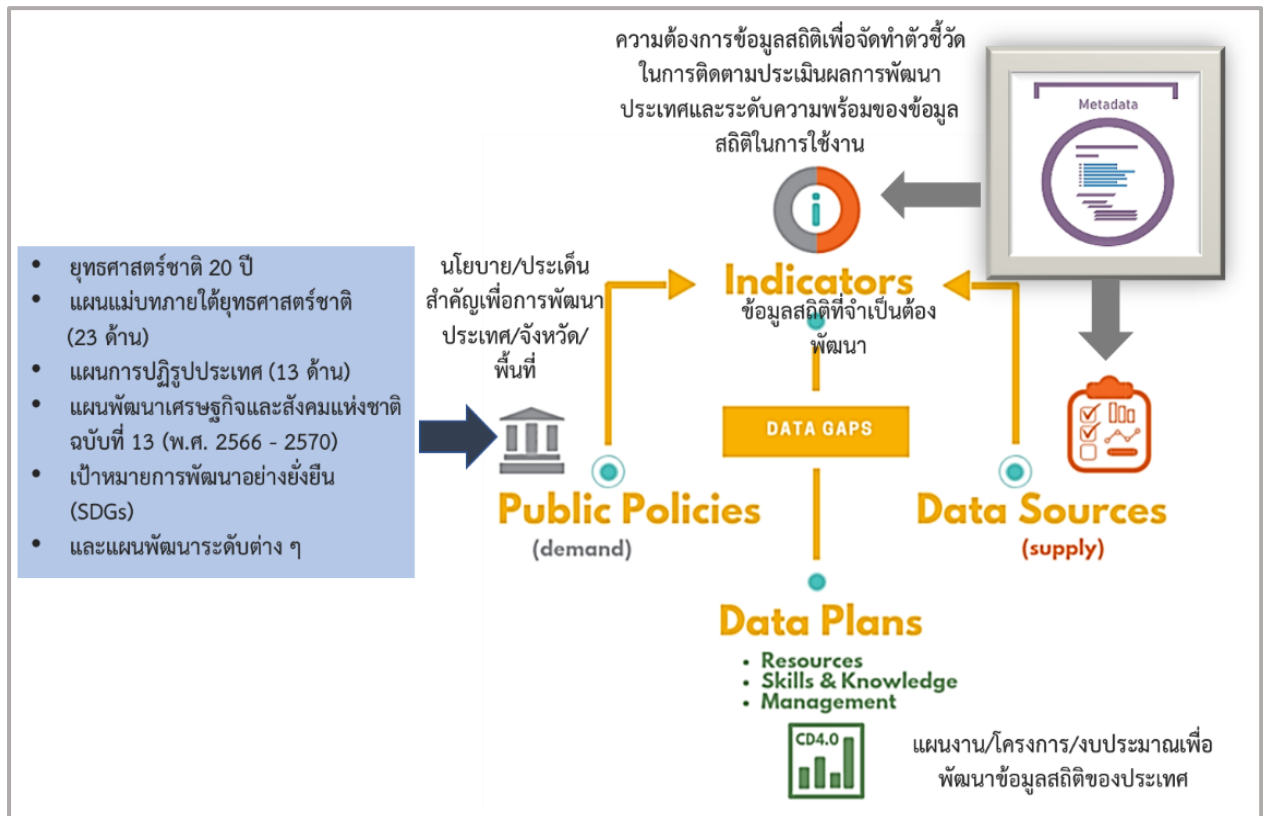 ความต้องการข้อมูลสถิติเพื่อจัดทำตัวชี้วัด
ในการติดตามประเมินผลการพัฒนา
ประเทศและระดับความพร้อมของข้อมูล
สถิติในการใช้งาน
Metadata
i
• ยุทธศาสตร์ชาติ 20 ปี
• แผนแม่บทภายใต้ยุทธศาสตร์ชาติ
(23 ด้าน)
• แผนการปฏิรูปประเทศ (13 ด้าน)
• แผนพัฒนาเศรษฐกิจและสังคมแห่งชาติ
ฉบับที่ 13 (พ.ศ. 2566 - 2570)
• เป้าหมายการพัฒนาอย่างยั่งยืน
(SDGs)
• และแผนพัฒนาระดับต่าง ๆ
นโยบาย/ประเด็น
สำคัญเพื่อการพัฒนา
ประเทศ/จังหวัด/
พื้นที่
Indicators
ข้อมูลสถิติที่จำเป็นต้อง
พัฒนา
DATA GAPS
Public Policies
(demand)
Data Sources
(supply)
Data Plans
• Resources
• Skills & Knowledge
• Management
CD4.0
แผนงาน/โครงการ/งบประมาณเพื่อ
พัฒนาข้อมูลสถิติของประเทศ